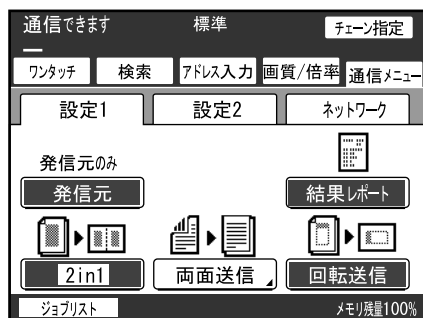 通信できます 標準 チェーン指定
ワンタッチ 検索 アドレス入力 画質/倍率 通信メニュー
設定1 設定2 ネットワーク
発信元のみ
発信元 結果レポート
2in1 両面送信 回転送信
ジョブリスト メモリ残量100%